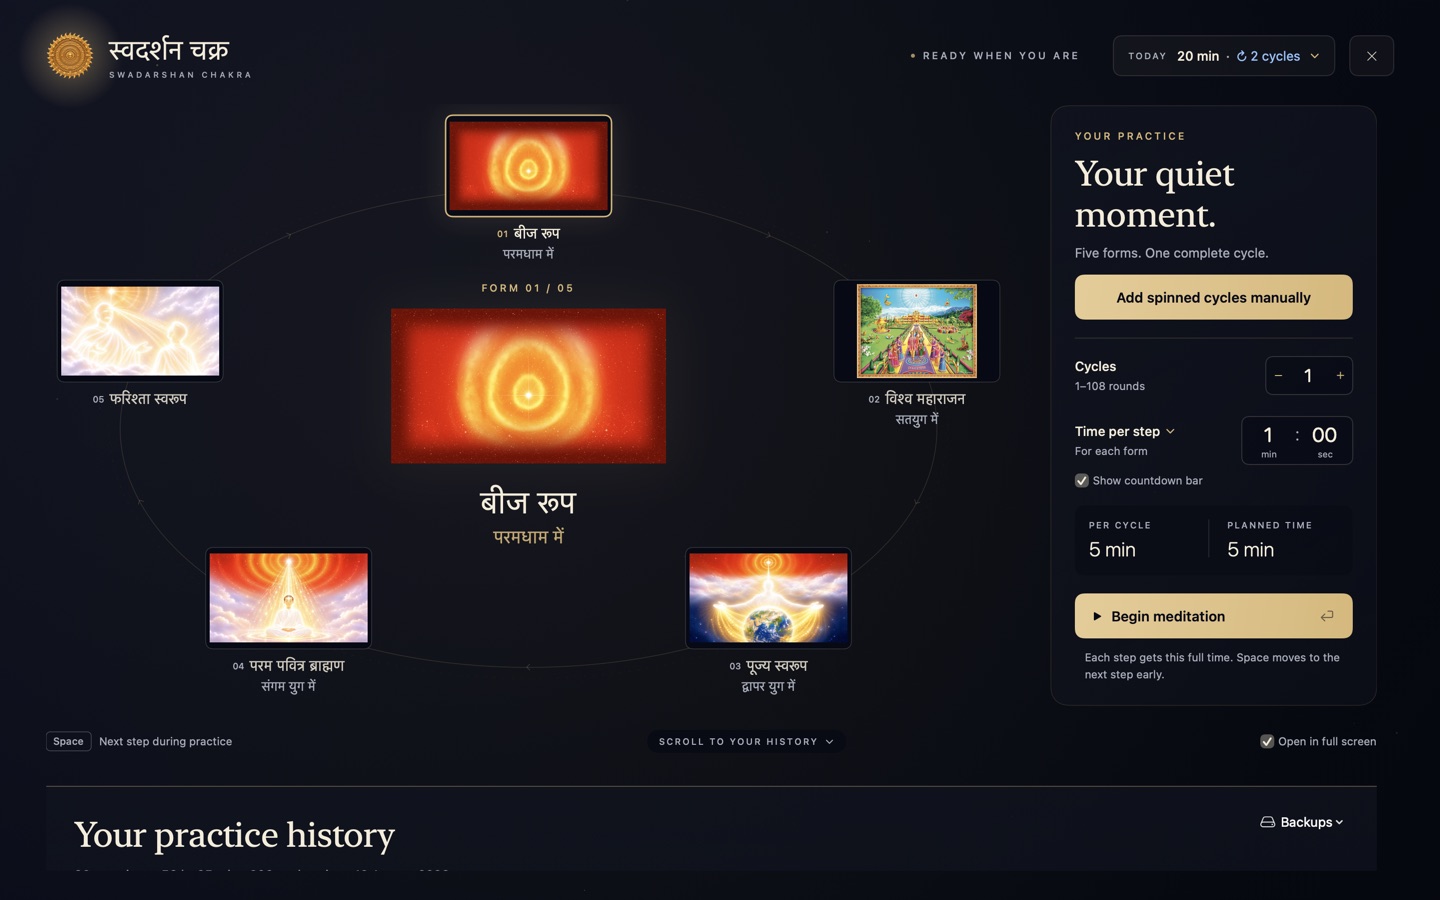 स्वदर्शन चक्र
SWADARSHAN CHAKRA
READY WHEN YOU ARE
TODAY 20 min · 2 cycles
01 बीज रूप
परमधाम में
FORM 01 / 05
05 फरिश्ता स्वरूप
02 विश्व महाराजन
सतयुग में
बीज रूप
परमधाम में
04 परम पवित्र ब्राह्मण
संगम युग में
03 पूज्य स्वरूप
द्वापर युग में
YOUR PRACTICE
Your quiet
moment.
Five forms. One complete cycle.
Add spinned cycles manually
Cycles
1–108 rounds
− 1 +
Time per step
For each form
1 : 00
min sec
Show countdown bar
PER CYCLE PLANNED TIME
5 min 5 min
Begin meditation
Each step gets this full time. Space moves to the
next step early.
Space Next step during practice
SCROLL TO YOUR HISTORY
Open in full screen
Your practice history
Backups